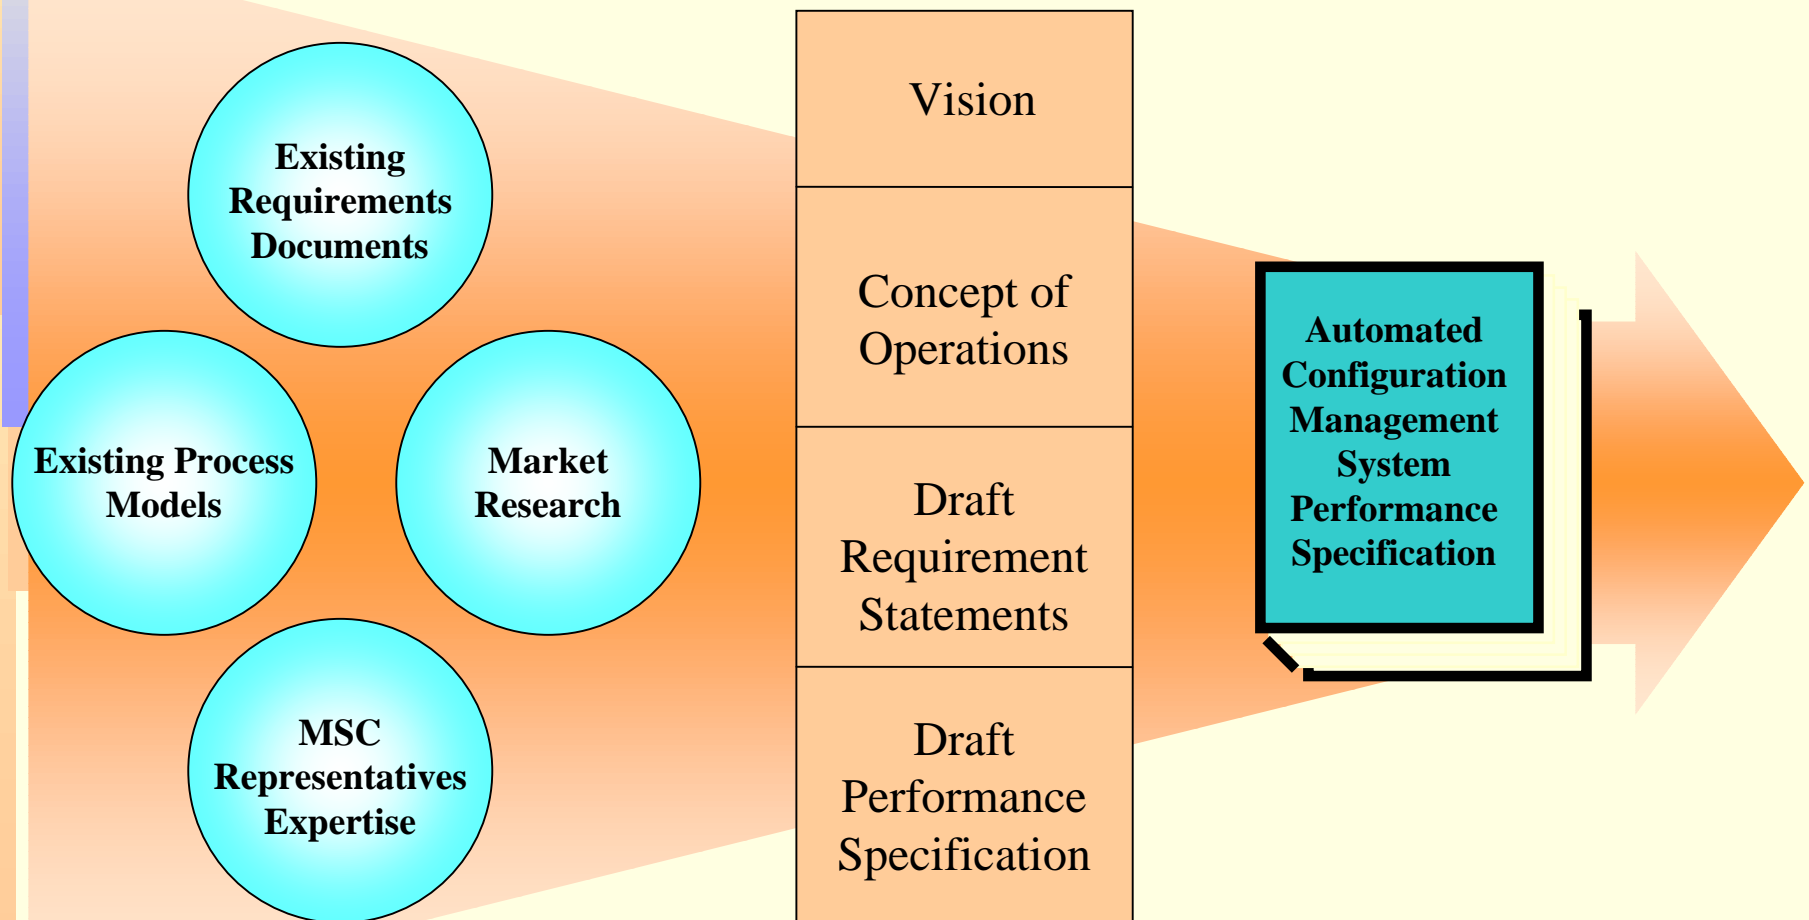 Existing
Requirements
Documents
Existing Process
Models
Market
Research
MSC
Representatives
Expertise
Vision
Concept of
Operations
Draft
Requirement
Statements
Draft
Performance
Specification
Automated
Configuration
Management
System
Performance
Specification